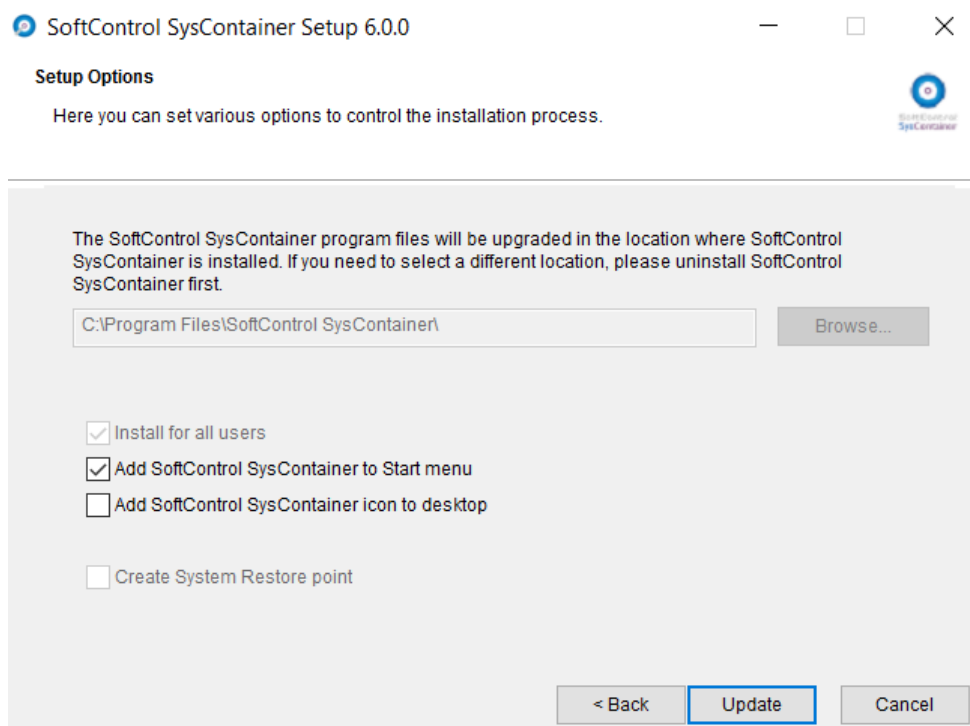 SoftControl SysContainer Setup 6.0.0
Setup Options
Here you can set various options to control the installation process.
SoftControl
SysContainer
The SoftControl SysContainer program files will be upgraded in the location where SoftControl
SysContainer is installed. If you need to select a different location, please uninstall SoftControl
SysContainer first.
C:\Program Files\SoftControl SysContainer\
Browse...
Install for all users
Add SoftControl SysContainer to Start menu
Add SoftControl SysContainer icon to desktop
Create System Restore point
< Back
Update
Cancel